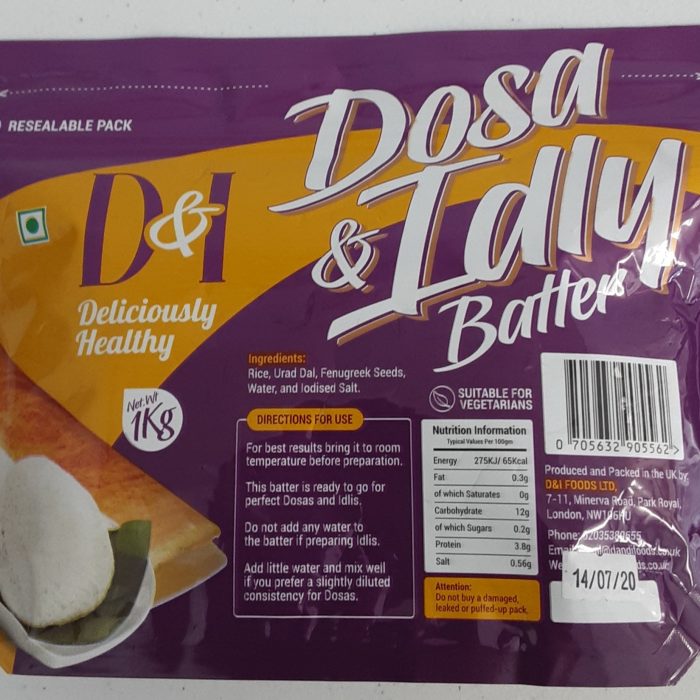 RESEALABLE PACK
D&I
Deliciously
Healthy
Dosa
& Idly
Batter
Net. Wt
1Kg
Ingredients:
Rice, Urad Dal, Fenugreek Seeds,
Water, and Iodised Salt.
DIRECTIONS FOR USE
For best results bring it to room
temperature before preparation.
This batter is ready to go for
perfect Dosas and Idlis.
Do not add any water to
the batter if preparing Idlis.
Add little water and mix well
if you prefer a slightly diluted
consistency for Dosas.
SUITABLE FOR
VEGETARIANS
Nutrition Information
Typical Values Per 100gm
Energy 275KJ/ 65Kcal
Fat 0.3g
of which Saturates 0g
Carbohydrate 12g
of which Sugars 0.2g
Protein 3.8g
Salt 0.56g
Attention:
Do not buy a damaged,
leaked or puffed-up pack.
0 705632 905562 >
Produced and Packed in the UK by
D&I FOODS LTD,
7-11, Minerva Road, Park Royal,
London,
Phone:
14/07/20